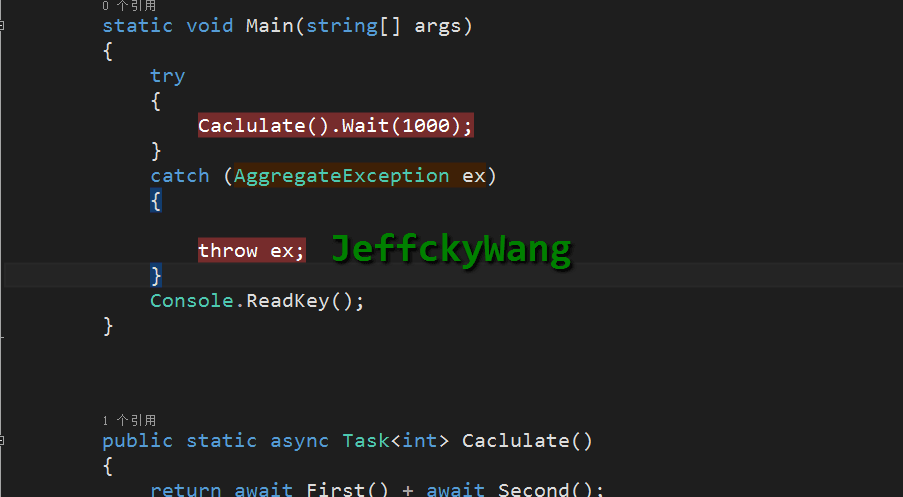 0 个引用
static void Main(string[] args)
{
try
{
Caclulate().Wait(1000);
}
catch (AggregateException ex)
{
throw ex; JeffckyWang
}
Console.ReadKey();
}
1 个引用
public static async Task<int> Caclulate()
{
return await First() + await Second();